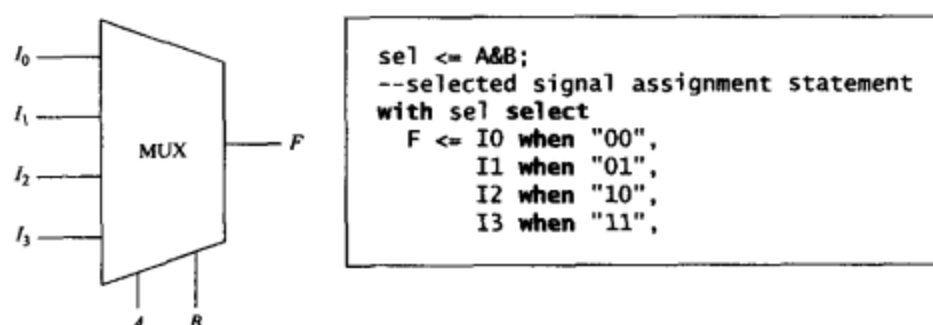 I0
I1
I2
I3
MUX
F
A
B
sel <= A&B;
--selected signal assignment statement
with sel select
F <= I0 when "00",
I1 when "01",
I2 when "10",
I3 when "11",